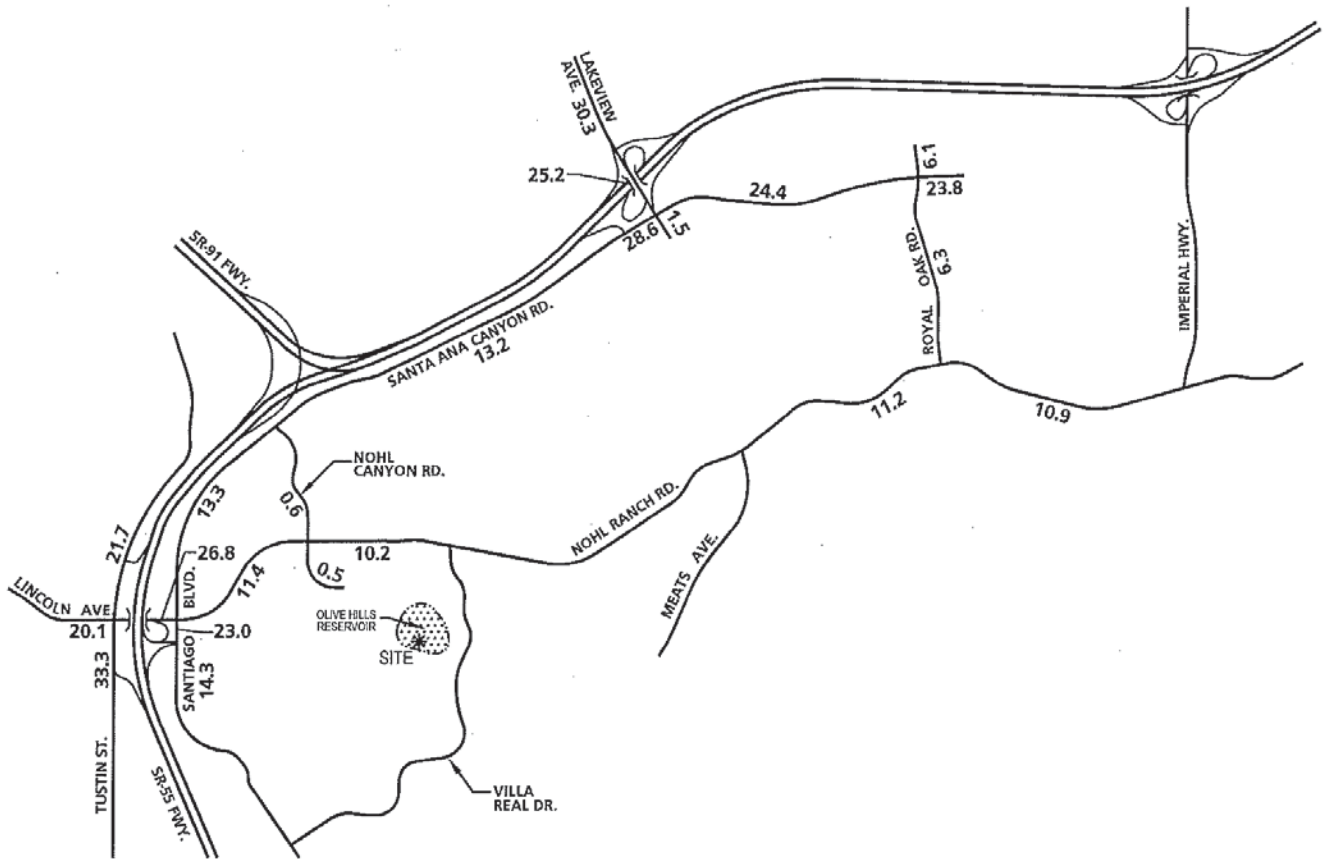 LAKEVIEW
AVE. 30.3
25.2
1.5
28.6
24.4
6.1
23.8
ROYAL OAK RD.
6.3
IMPERIAL HWY.
SR-91 FWY.
SANTA ANA CANYON RD.
13.2
11.2
10.9
NOHL
CANYON RD.
0.6
13.3
21.7
26.8
11.4
10.2
0.5
NOHL RANCH RD.
MEATS AVE.
LINCOLN AVE.
20.1
23.0
SANTIAGO BLVD.
14.3
33.3
OLIVE HILLS
RESERVOIR
SITE
TUSTIN ST.
SR-55 FWY.
VILLA
REAL DR.